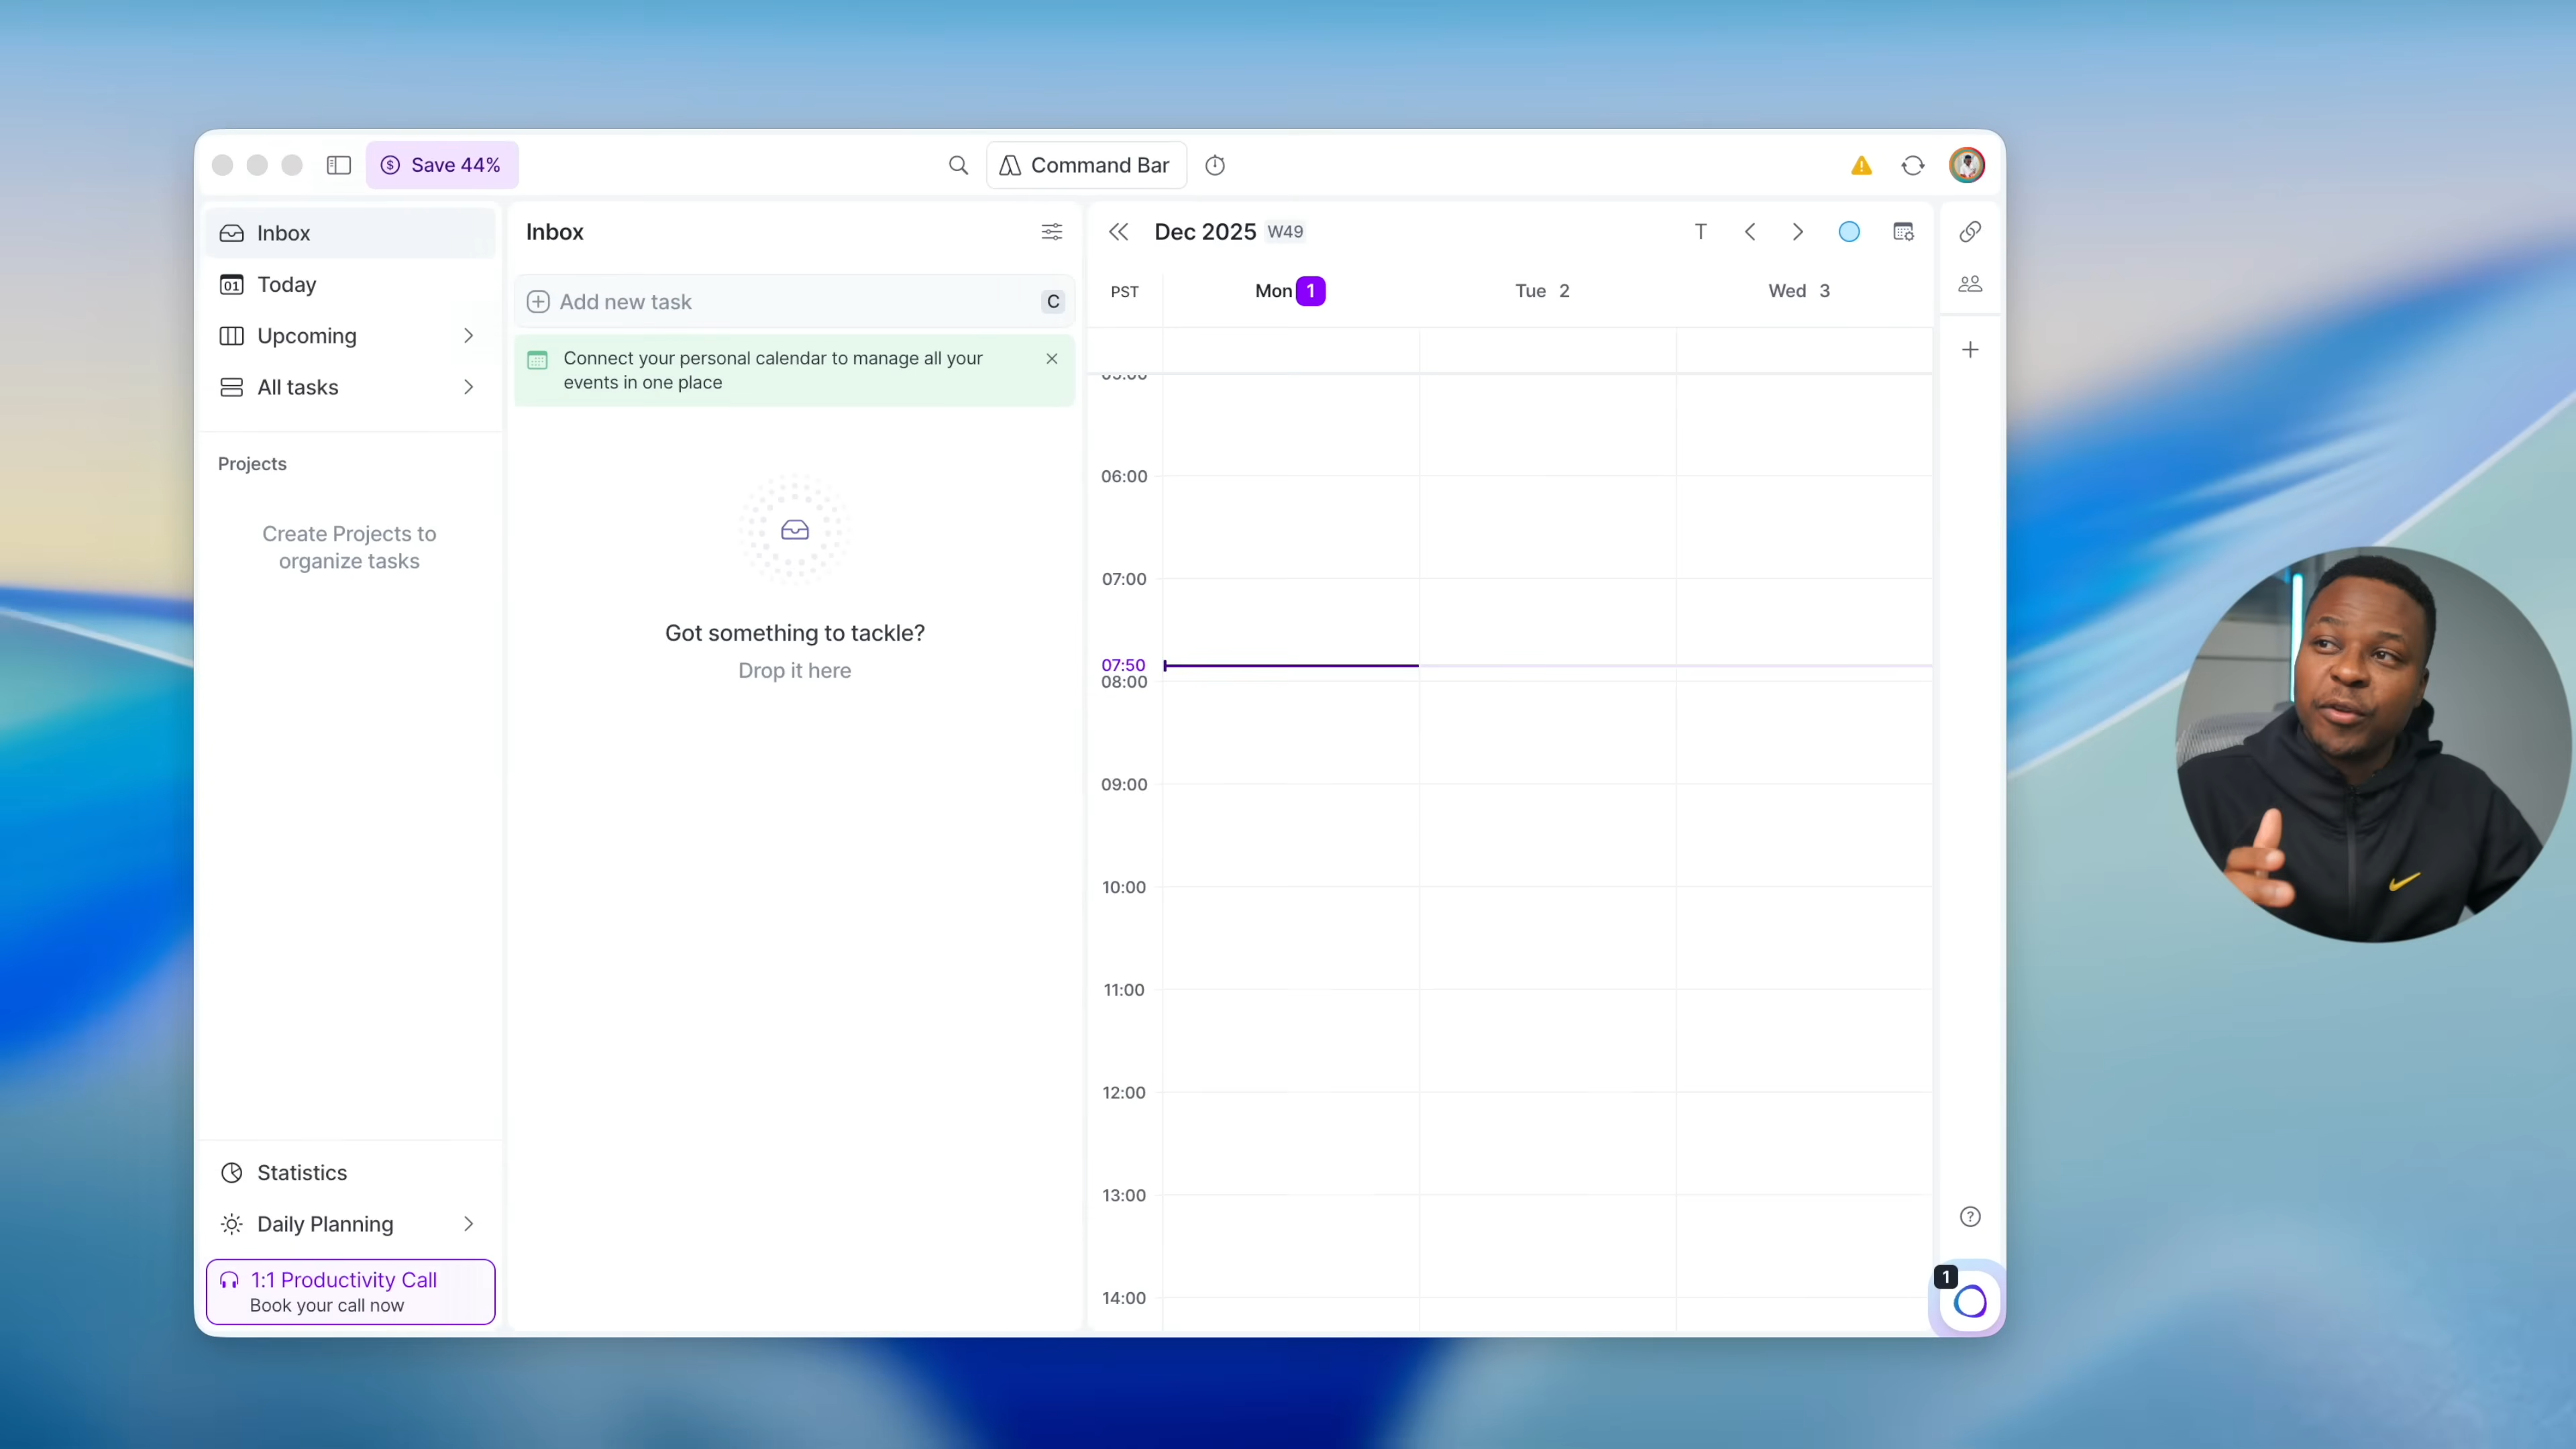 Save 44%
Command Bar
Inbox
01 Today
Upcoming
All tasks
Projects
Create Projects to
organize tasks
Statistics
Daily Planning
1:1 Productivity Call
Book your call now
Inbox
Add new task C
Connect your personal calendar to manage all your
events in one place
Got something to tackle?
Drop it here
Dec 2025 W49 T
PST Mon 1 Tue 2 Wed 3
05:00
06:00
07:00
07:50
08:00
09:00
10:00
11:00
12:00
13:00
14:00
1